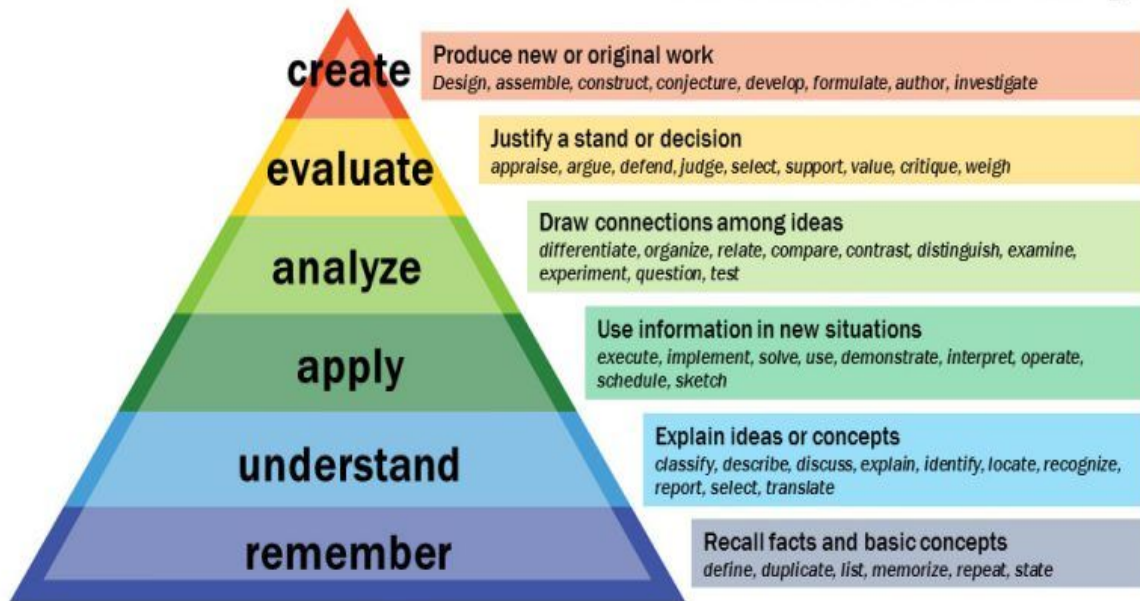 create
Produce new or original work
Design, assemble, construct, conjecture, develop, formulate, author, investigate
evaluate
Justify a stand or decision
appraise, argue, defend, judge, select, support, value, critique, weigh
analyze
Draw connections among ideas
differentiate, organize, relate, compare, contrast, distinguish, examine,
experiment, question, test
apply
Use information in new situations
execute, implement, solve, use, demonstrate, interpret, operate,
schedule, sketch
understand
Explain ideas or concepts
classify, describe, discuss, explain, identify, locate, recognize,
report, select, translate
remember
Recall facts and basic concepts
define, duplicate, list, memorize, repeat, state